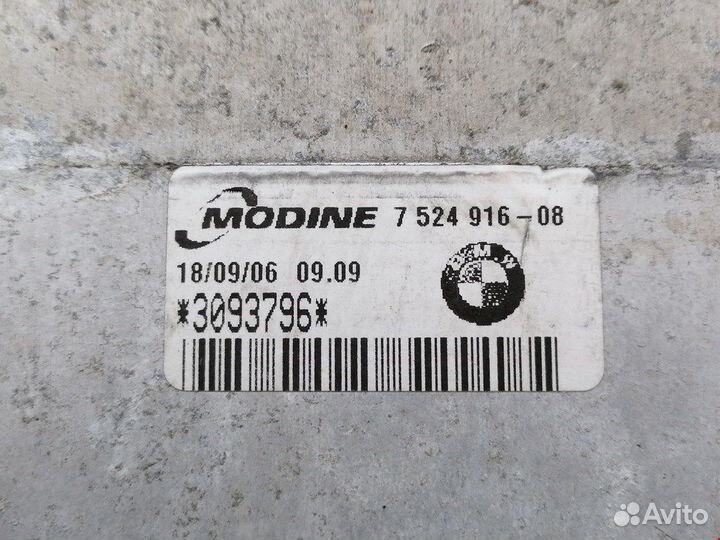 MODINE 7 524 916-08
18/09/06 09.09
BMW
*3093796*
Avito